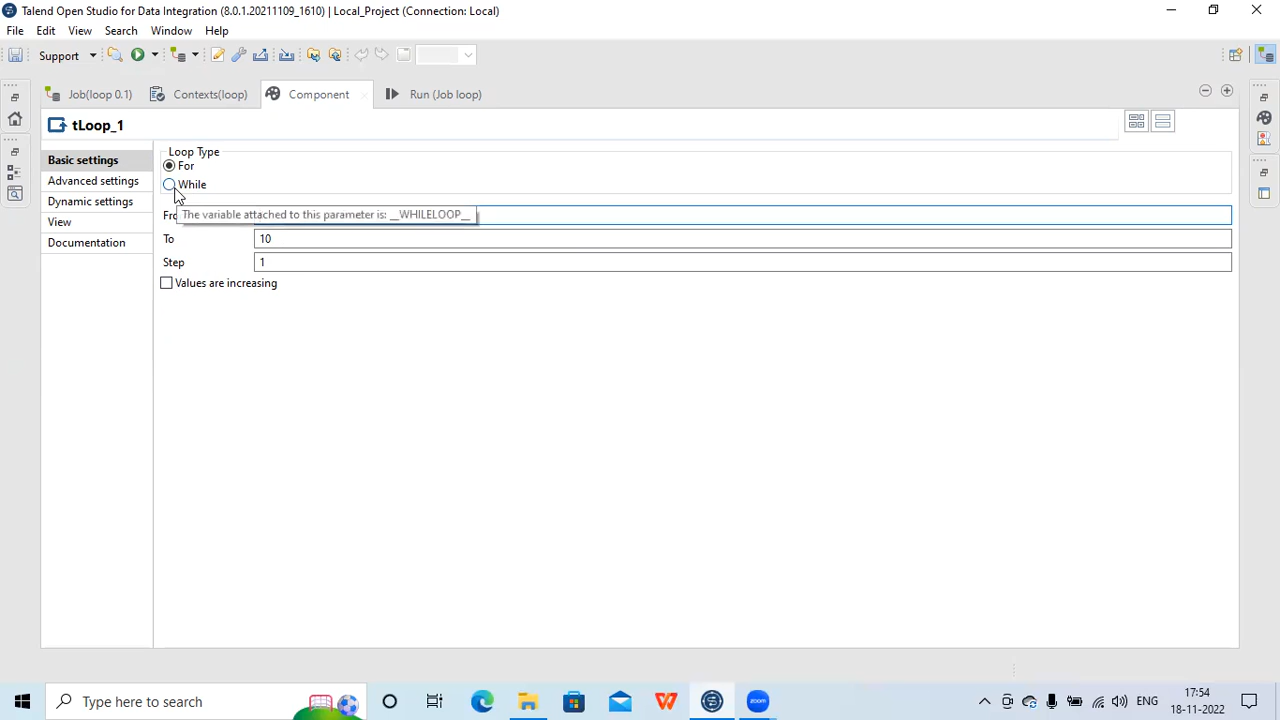 Talend Open Studio for Data Integration (8.0.1.20211109_1610) | Local_Project (Connection: Local)
File Edit View Search Window Help
Support
Job(loop 0.1) Contexts(loop) Component Run (Job loop)
tLoop_1
Basic settings
Advanced settings
Dynamic settings
View
Documentation
Loop Type
For
While
The variable attached to this parameter is: __WHILELOOP__
To 10
Step 1
Values are increasing
Type here to search
zoom
ENG
17:54
18-11-2022